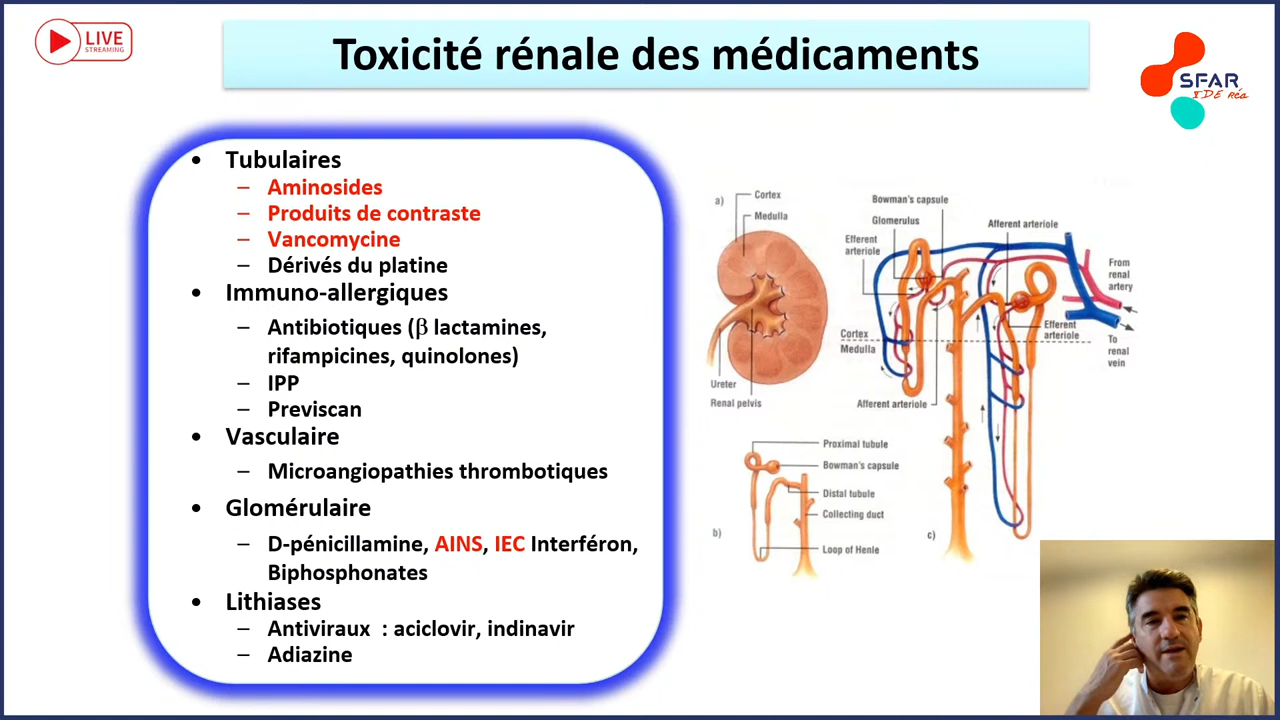 LIVE
STREAMING
Toxicité rénale des médicaments
SFAR
IDE Réa
• Tubulaires
– Aminosides
– Produits de contraste
– Vancomycine
– Dérivés du platine
• Immuno-allergiques
– Antibiotiques (β lactamines,
rifampicines, quinolones)
– IPP
– Previscan
• Vasculaire
– Microangiopathies thrombotiques
• Glomérulaire
– D-pénicillamine, AINS, IEC Interféron,
Biphosphonates
• Lithiases
– Antiviraux : aciclovir, indinavir
– Adiazine
a)
Cortex
Medulla
Ureter
Renal pelvis
Bowman's capsule
Glomerulus
Efferent
arteriole
Afferent arteriole
From
renal
artery
Cortex
Medulla
Efferent
arteriole
To
renal
vein
Afferent arteriole
Proximal tubule
Bowman's capsule
Distal tubule
Collecting duct
b)
c)
Loop of Henle